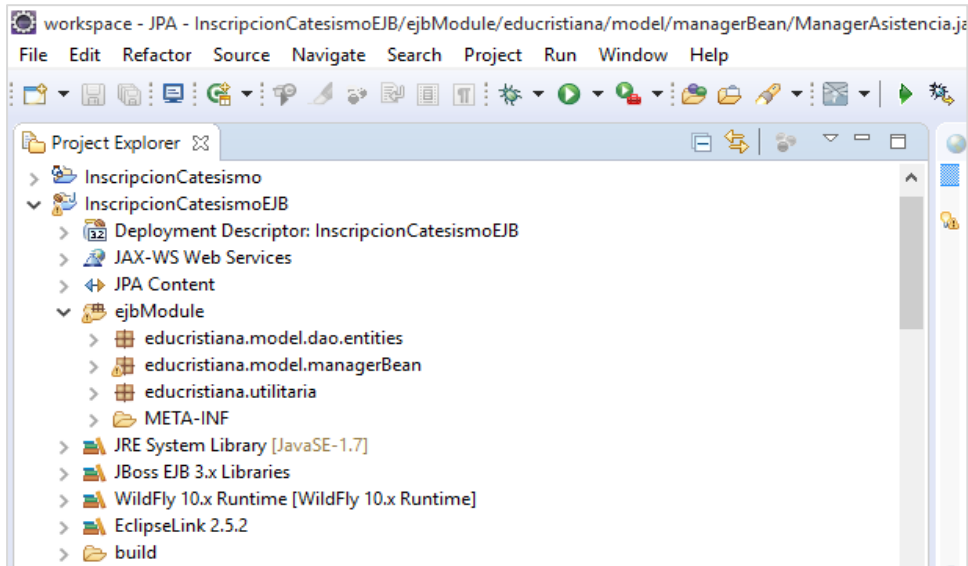 workspace - JPA - InscripcionCatesismoEJB/ejbModule/educristiana/model/managerBean/ManagerAsistencia.ja
File Edit Refactor Source Navigate Search Project Run Window Help
Project Explorer
InscripcionCatesismo
InscripcionCatesismoEJB
Deployment Descriptor: InscripcionCatesismoEJB
JAX-WS Web Services
JPA Content
ejbModule
educristiana.model.dao.entities
educristiana.model.managerBean
educristiana.utilitaria
META-INF
JRE System Library [JavaSE-1.7]
JBoss EJB 3.x Libraries
WildFly 10.x Runtime [WildFly 10.x Runtime]
EclipseLink 2.5.2
build